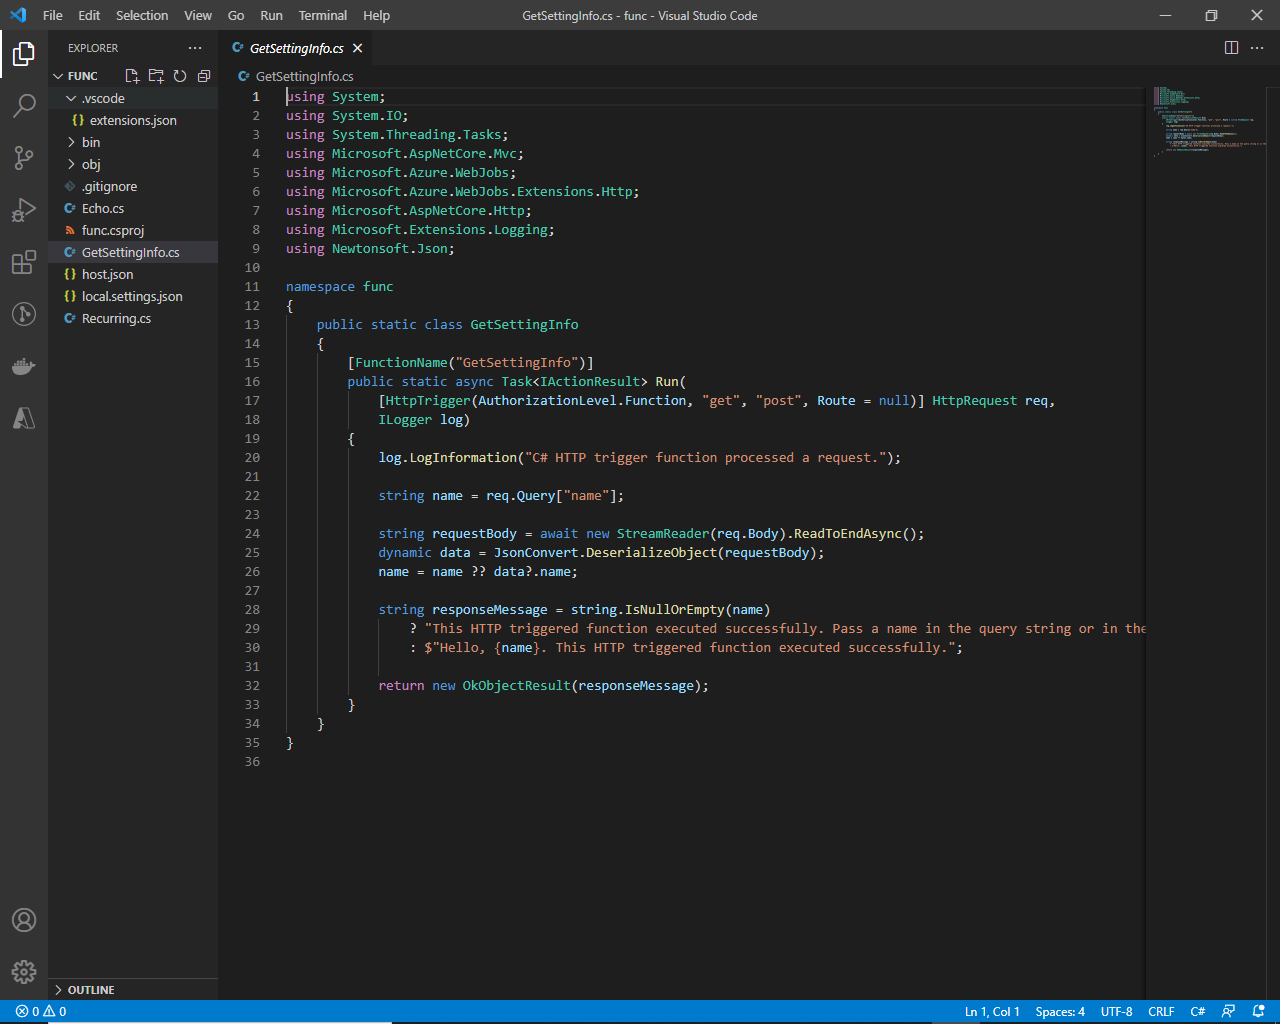 File Edit Selection View Go Run Terminal Help
GetSettingInfo.cs - func - Visual Studio Code
EXPLORER
FUNC
.vscode
{} extensions.json
bin
obj
.gitignore
C# Echo.cs
func.csproj
C# GetSettingInfo.cs
{} host.json
{} local.settings.json
C# Recurring.cs
OUTLINE
C# GetSettingInfo.cs
C# GetSettingInfo.cs
1 using System;
2 using System.IO;
3 using System.Threading.Tasks;
4 using Microsoft.AspNetCore.Mvc;
5 using Microsoft.Azure.WebJobs;
6 using Microsoft.Azure.WebJobs.Extensions.Http;
7 using Microsoft.AspNetCore.Http;
8 using Microsoft.Extensions.Logging;
9 using Newtonsoft.Json;
10
11 namespace func
12 {
13 public static class GetSettingInfo
14 {
15 [FunctionName("GetSettingInfo")]
16 public static async Task<IActionResult> Run(
17 [HttpTrigger(AuthorizationLevel.Function, "get", "post", Route = null)] HttpRequest req,
18 ILogger log)
19 {
20 log.LogInformation("C# HTTP trigger function processed a request.");
21
22 string name = req.Query["name"];
23
24 string requestBody = await new StreamReader(req.Body).ReadToEndAsync();
25 dynamic data = JsonConvert.DeserializeObject(requestBody);
26 name = name ?? data?.name;
27
28 string responseMessage = string.IsNullOrEmpty(name)
29 ? "This HTTP triggered function executed successfully. Pass a name in the query string or in the
30 : $"Hello, {name}. This HTTP triggered function executed successfully.";
31
32 return new OkObjectResult(responseMessage);
33 }
34 }
35 }
36
0 0
Ln 1, Col 1 Spaces: 4 UTF-8 CRLF C#